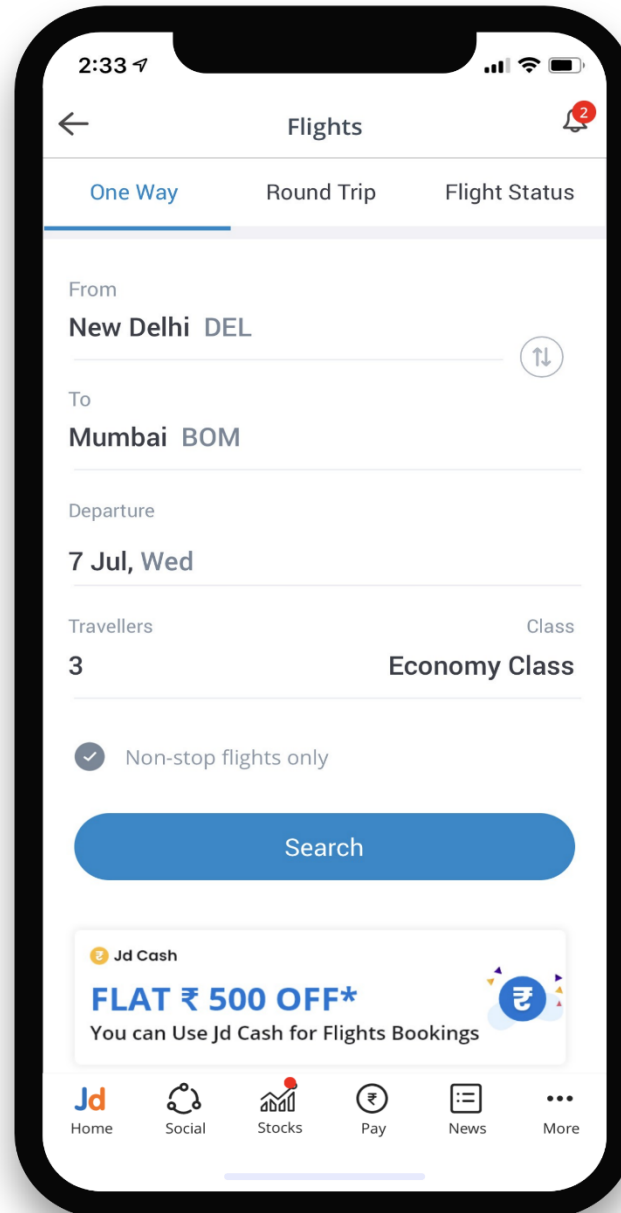 2:33
Flights
2
One Way Round Trip Flight Status
From
New Delhi DEL
To
Mumbai BOM
Departure
7 Jul, Wed
Travellers Class
3 Economy Class
Non-stop flights only
Search
₹ Jd Cash
FLAT ₹ 500 OFF*
₹
You can Use Jd Cash for Flights Bookings
Jd ₹
Home Social Stocks Pay News More